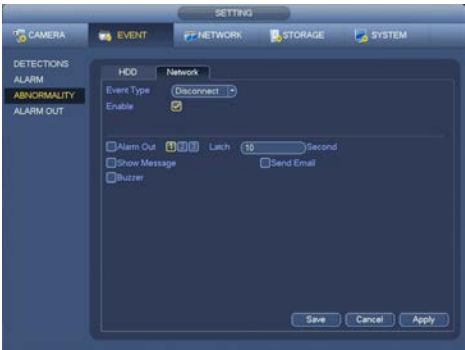 SETTING
CAMERA EVENT NETWORK STORAGE SYSTEM
DETECTIONS
ALARM
ABNORMALITY
ALARM OUT
HDD Network
Event Type Disconnect
Enable
Alarm Out 1 2 3 Latch 10 Second
Show Message Send Email
Buzzer
Save Cancel Apply